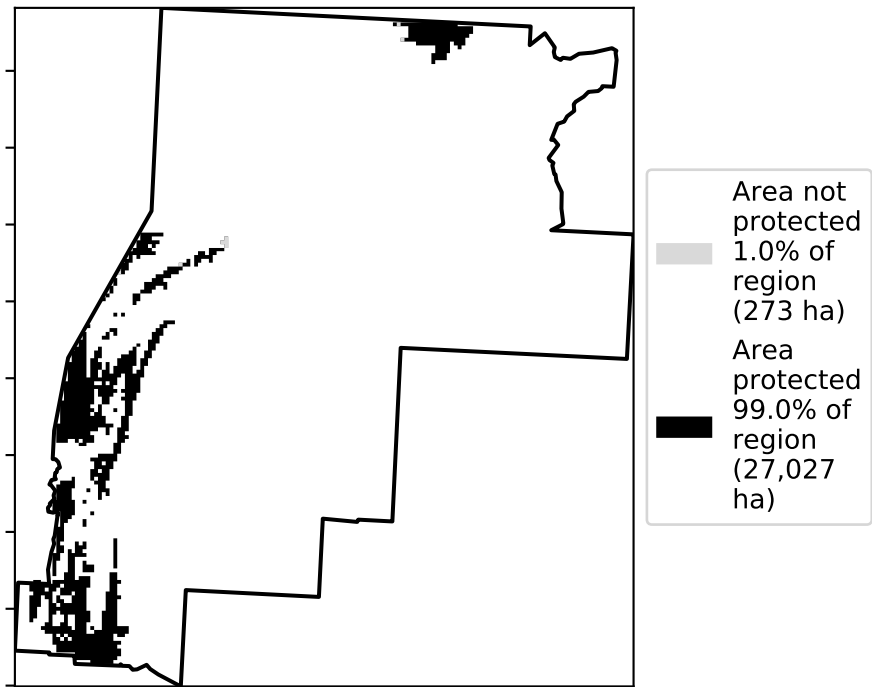 Area not
protected
1.0% of
region
(273 ha)
Area
protected
99.0% of
region
(27,027
ha)